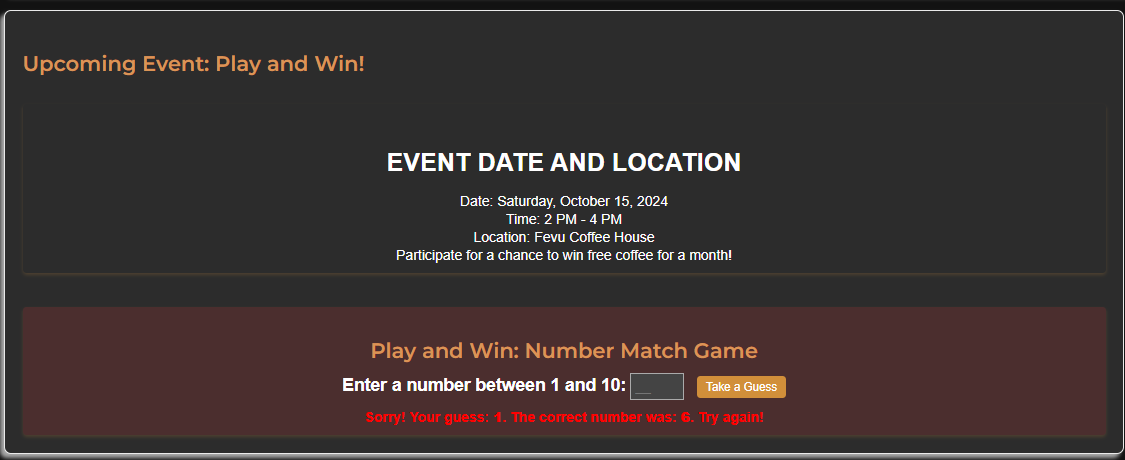 Upcoming Event: Play and Win!
EVENT DATE AND LOCATION
Date: Saturday, October 15, 2024
Time: 2 PM - 4 PM
Location: Fevu Coffee House
Participate for a chance to win free coffee for a month!
Play and Win: Number Match Game
Enter a number between 1 and 10: __ Take a Guess
Sorry! Your guess: 1. The correct number was: 6. Try again!